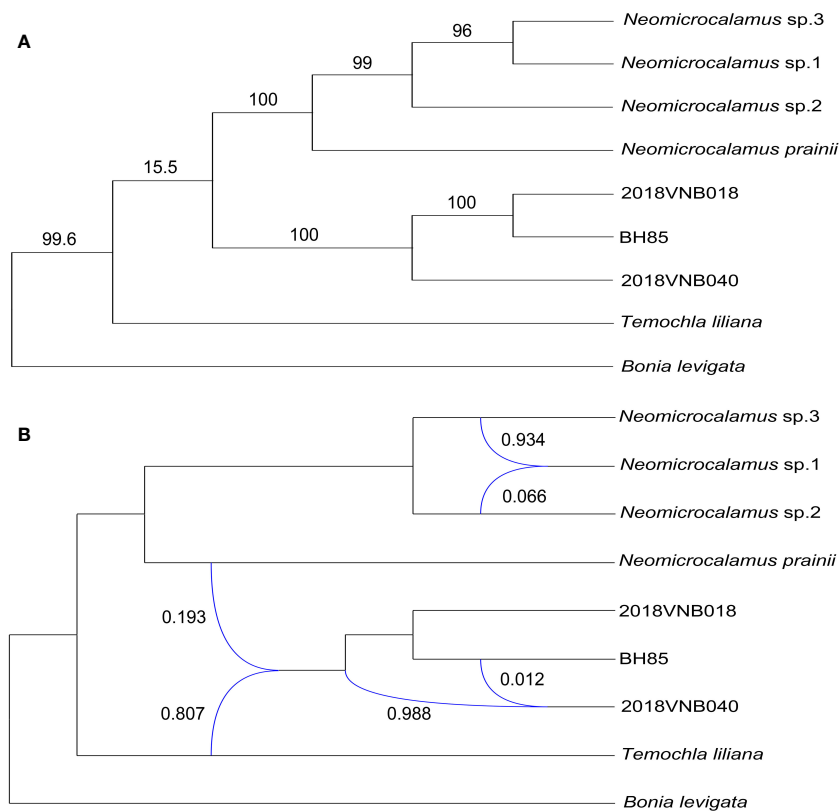 A
Neomicrocalamus sp.3
96
Neomicrocalamus sp.1
99
Neomicrocalamus sp.2
100
Neomicrocalamus prainii
15.5
2018VNB018
100
BH85
100
99.6
2018VNB040
Temochla liliana
Bonia levigata
B
Neomicrocalamus sp.3
0.934
Neomicrocalamus sp.1
0.066
Neomicrocalamus sp.2
Neomicrocalamus prainii
0.193
2018VNB018
BH85
0.012
2018VNB040
0.807
0.988
Temochla liliana
Bonia levigata